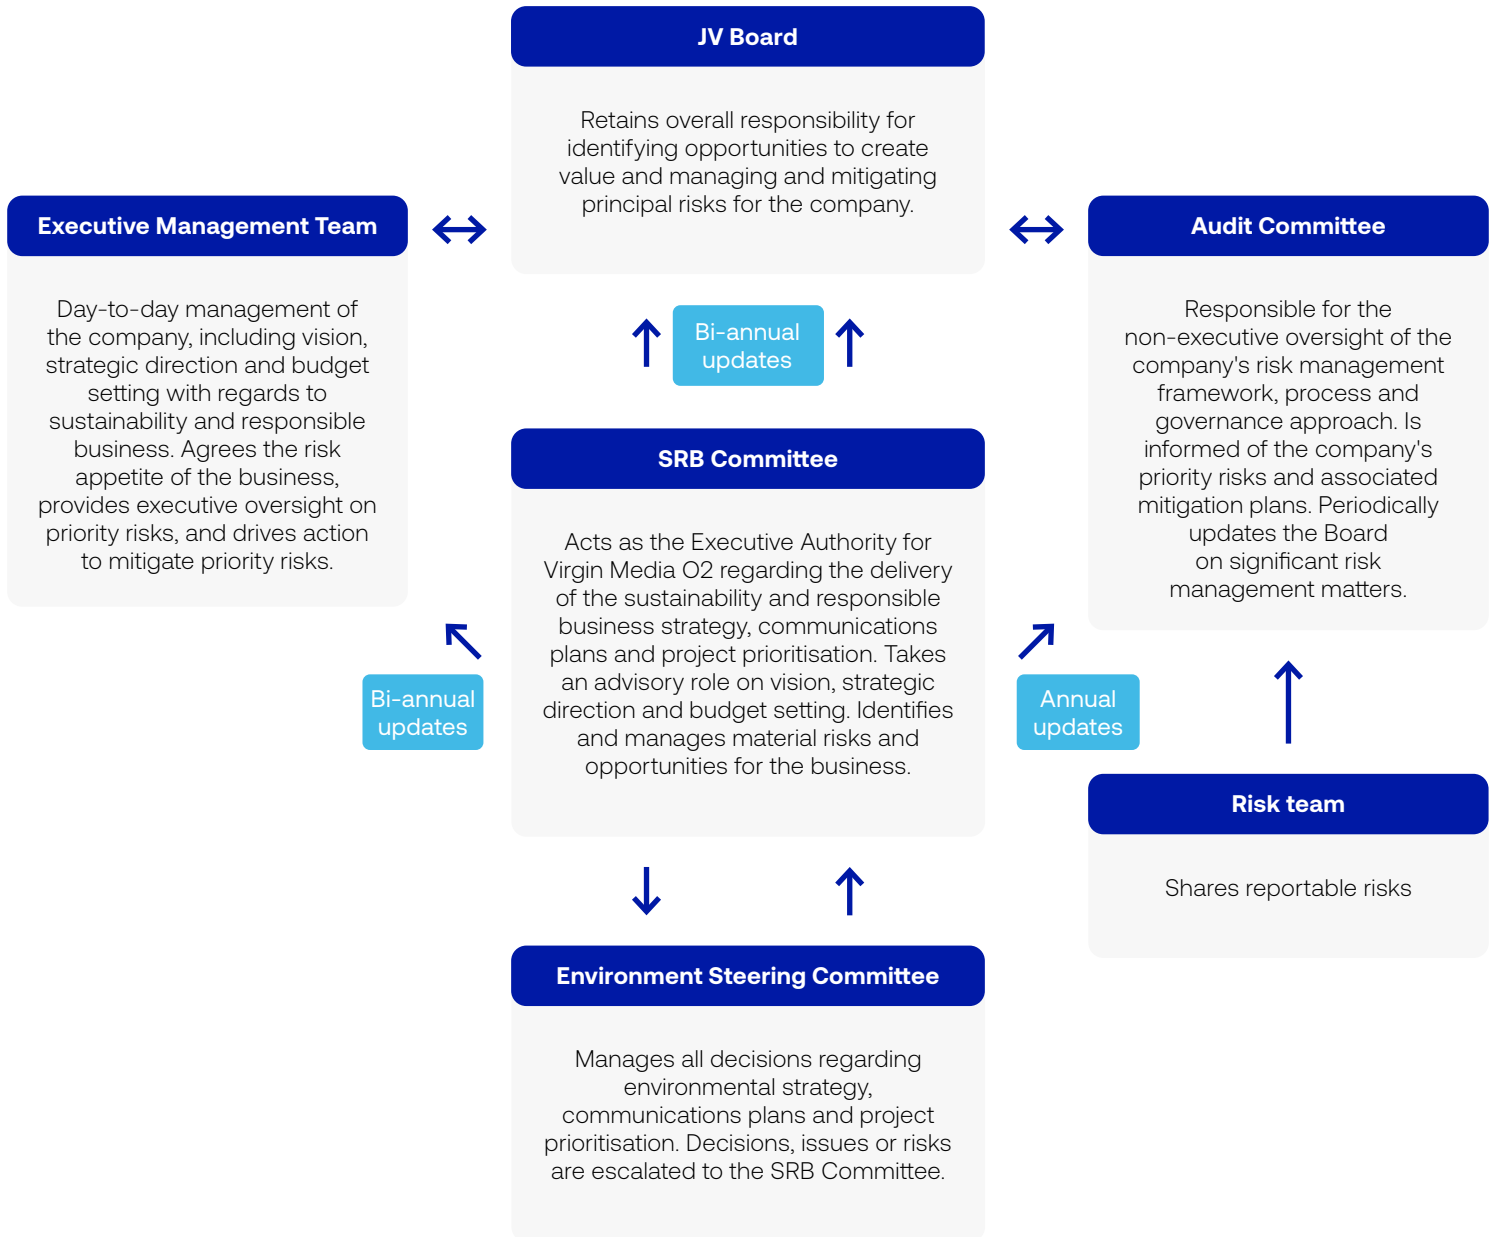 JV Board
Retains overall responsibility for
identifying opportunities to create
value and managing and mitigating
principal risks for the company.
Executive Management Team
Day-to-day management of
the company, including vision,
strategic direction and budget
setting with regards to
sustainability and responsible
business. Agrees the risk
appetite of the business,
provides executive oversight on
priority risks, and drives action
to mitigate priority risks.
Audit Committee
Responsible for the
non-executive oversight of the
company's risk management
framework, process and
governance approach. Is
informed of the company's
priority risks and associated
mitigation plans. Periodically
updates the Board
on significant risk
management matters.
Bi-annual
updates
SRB Committee
Acts as the Executive Authority for
Virgin Media O2 regarding the delivery
of the sustainability and responsible
business strategy, communications
plans and project prioritisation. Takes
an advisory role on vision, strategic
direction and budget setting. Identifies
and manages material risks and
opportunities for the business.
Bi-annual
updates
Annual
updates
Risk team
Shares reportable risks
Environment Steering Committee
Manages all decisions regarding
environmental strategy,
communications plans and project
prioritisation. Decisions, issues or risks
are escalated to the SRB Committee.